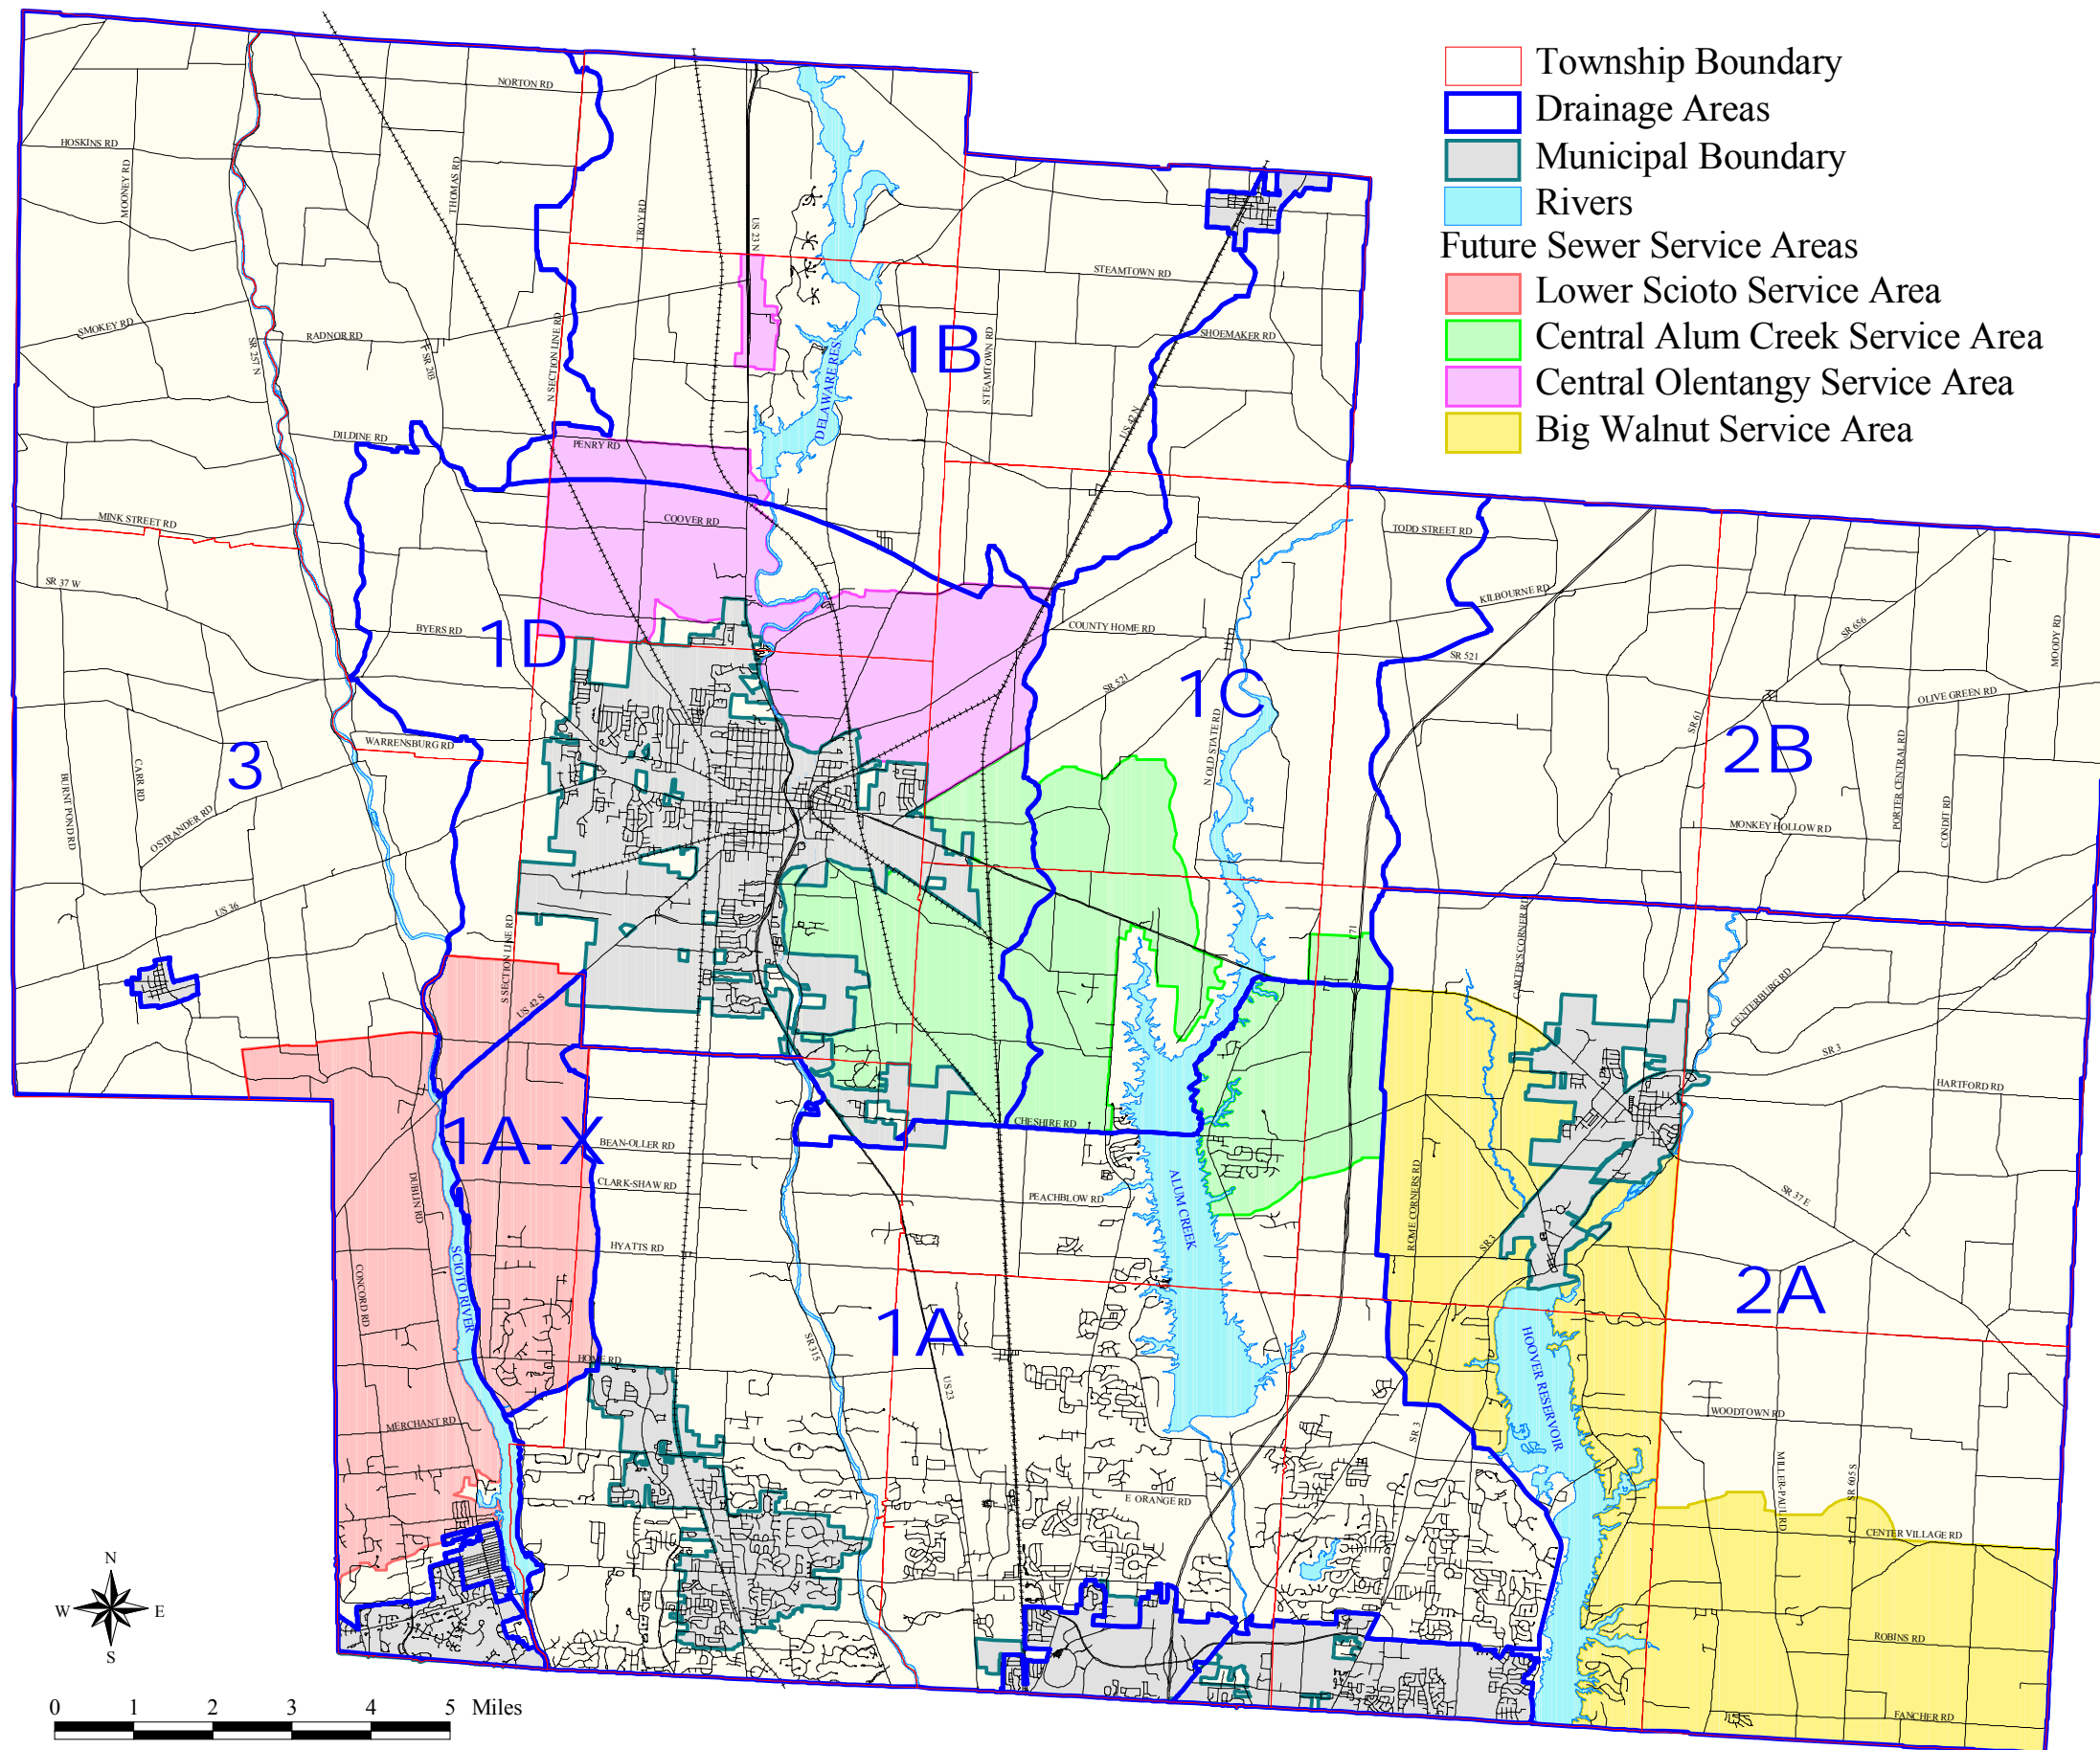 Township Boundary
Drainage Areas
Municipal Boundary
Rivers
Future Sewer Service Areas
Lower Scioto Service Area
Central Alum Creek Service Area
Central Olentangy Service Area
Big Walnut Service Area
NORTON RD
HOSKINS RD
MOONEY RD
THOMAS RD
TROY RD
US 23 N
STEAMTOWN RD
SMOKEY RD
RADNOR RD
SR 257 N
SR 203
N SECTION LINE RD
1B
DELAWARE RES.
STEAMTOWN RD
SHOEMAKER RD
US 42 N
DILDINE RD
PENRY RD
MINK STREET RD
COOVER RD
TODD STREET RD
SR 37 W
KILBOURNE RD
BYERS RD
1D
COUNTY HOME RD
SR 656
MOODY RD
SR 521
SR 521
1C
OLIVE GREEN RD
N OLD STATE RD
SR 61
3
WARRENSBURG RD
2B
BURNT POND RD
CARR RD
OSTRANDER RD
PORTER CENTRAL RD
CONDIT RD
MONKEY HOLLOW RD
US 36
S SECTION LINE RD
I 71
CARTER'S CORNER RD
US 42 S
CENTERBURG RD
SR 3
HARTFORD RD
1A-X
CHESHIRE RD
BEAN-OLLER RD
DUBLIN RD
CLARK-SHAW RD
PEACHBLOW RD
ALUM CREEK
ROME CORNERS RD
SR 37 E
HYATTS RD
SR 3
CONCORD RD
SCIOTO RIVER
2A
1A
SR 315
HOOVER RESERVOIR
HOME RD
US 23
MERCHANT RD
SR 3
WOODTOWN RD
MILLER-PAUL RD
SR 605 S
E ORANGE RD
CENTER VILLAGE RD
N
W E
S
ROBINS RD
0 1 2 3 4 5 Miles
FANCHER RD